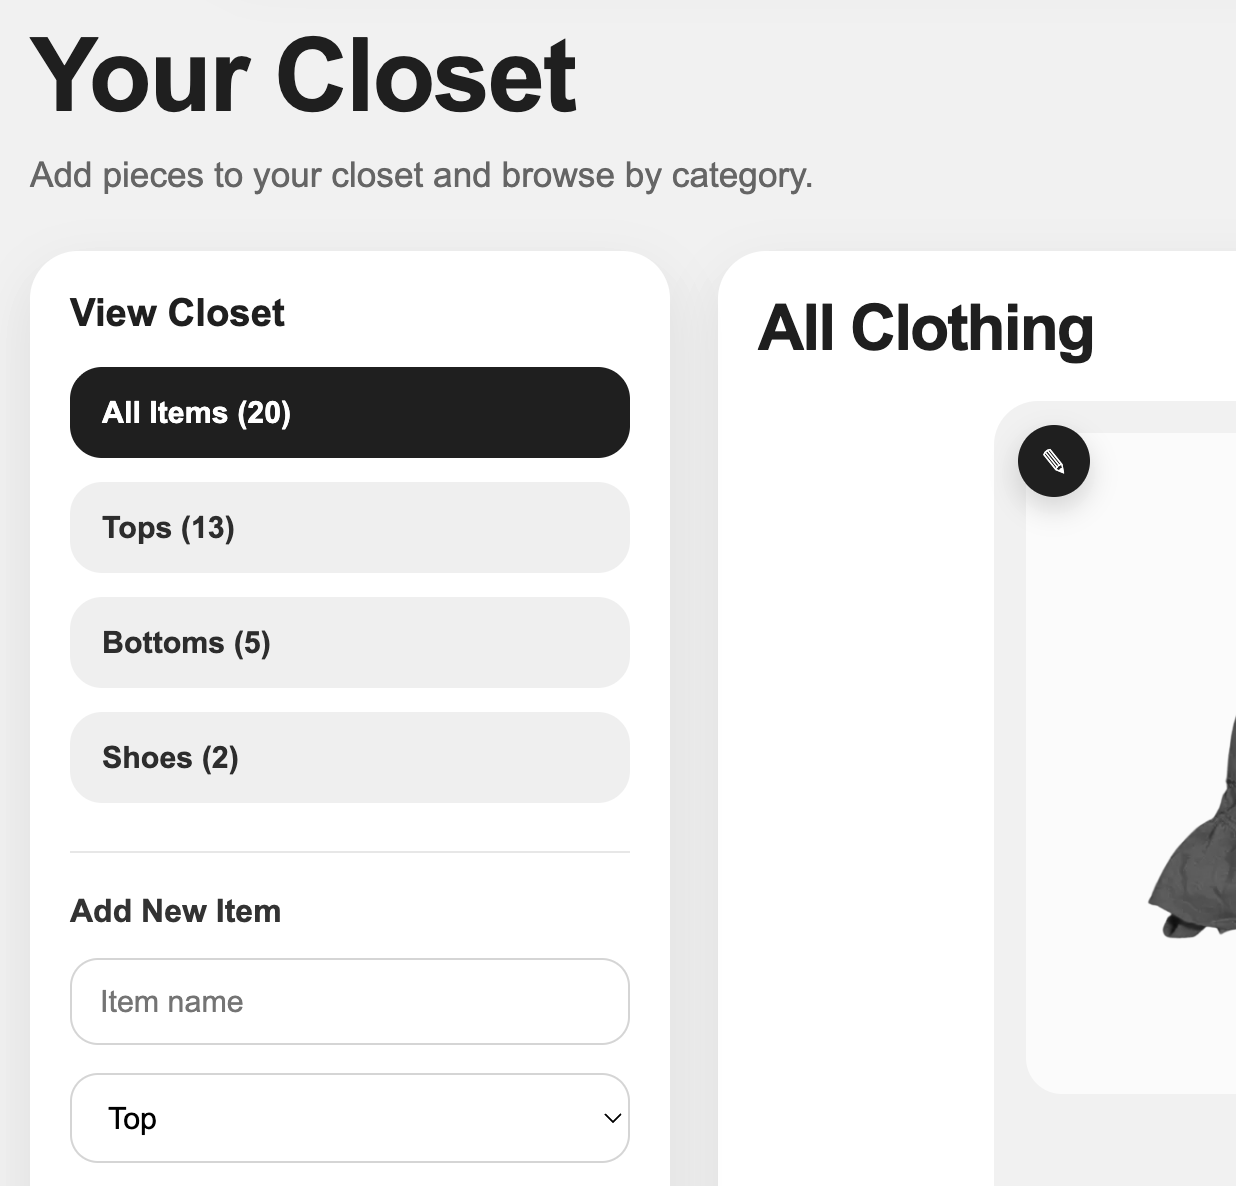 Your Closet
Add pieces to your closet and browse by category.
View Closet
All Items (20)
Tops (13)
Bottoms (5)
Shoes (2)
Add New Item
Item name
Top
All Clothing